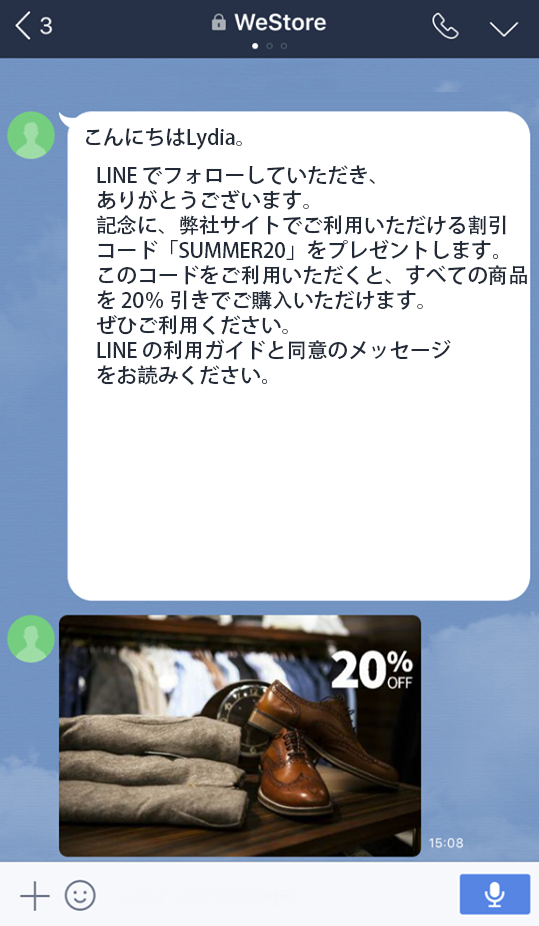 3
WeStore
こんにちはLydia。
LINE でフォローしていただき、
ありがとうございます。
記念に、弊社サイトでご利用いただける割引
コード「SUMMER20」をプレゼントします。
このコードをご利用いただくと、すべての商品
を 20% 引きでご購入いただけます。
ぜひご利用ください。
LINE の利用ガイドと同意のメッセージ
をお読みください。
20%
OFF
15:08